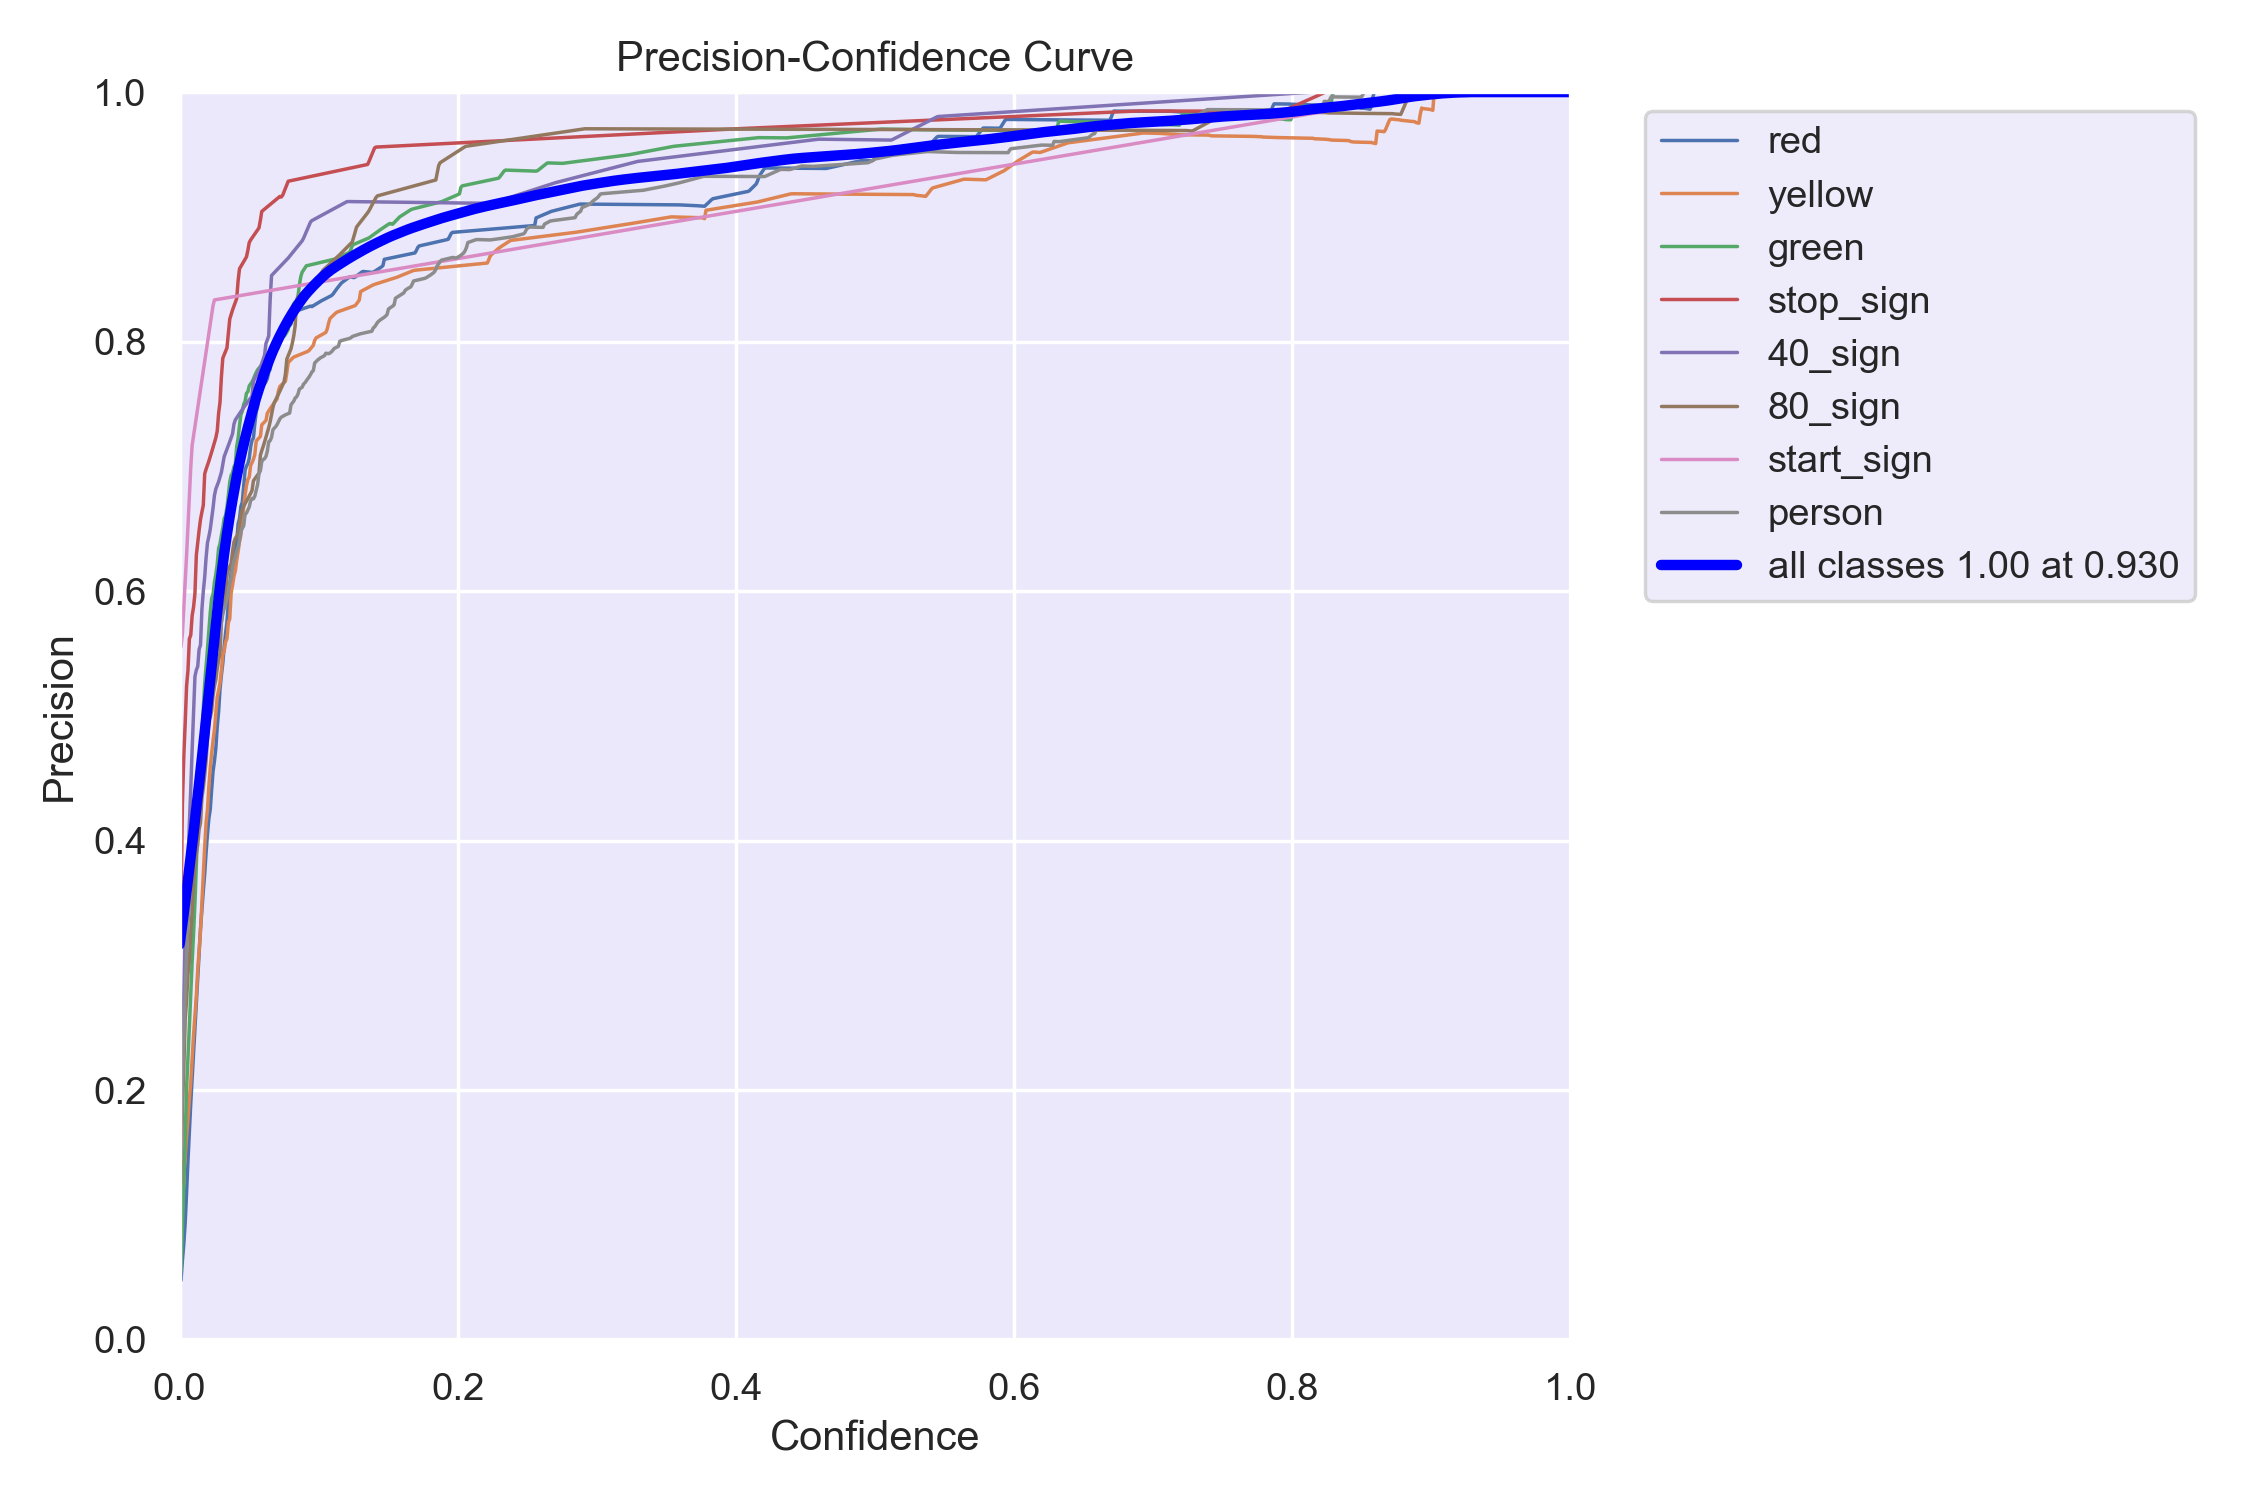 Precision-Confidence Curve
1.0
0.8
0.6
0.4
0.2
0.0
Precision
0.0 0.2 0.4 0.6 0.8 1.0
Confidence
red
yellow
green
stop_sign
40_sign
80_sign
start_sign
person
all classes 1.00 at 0.930